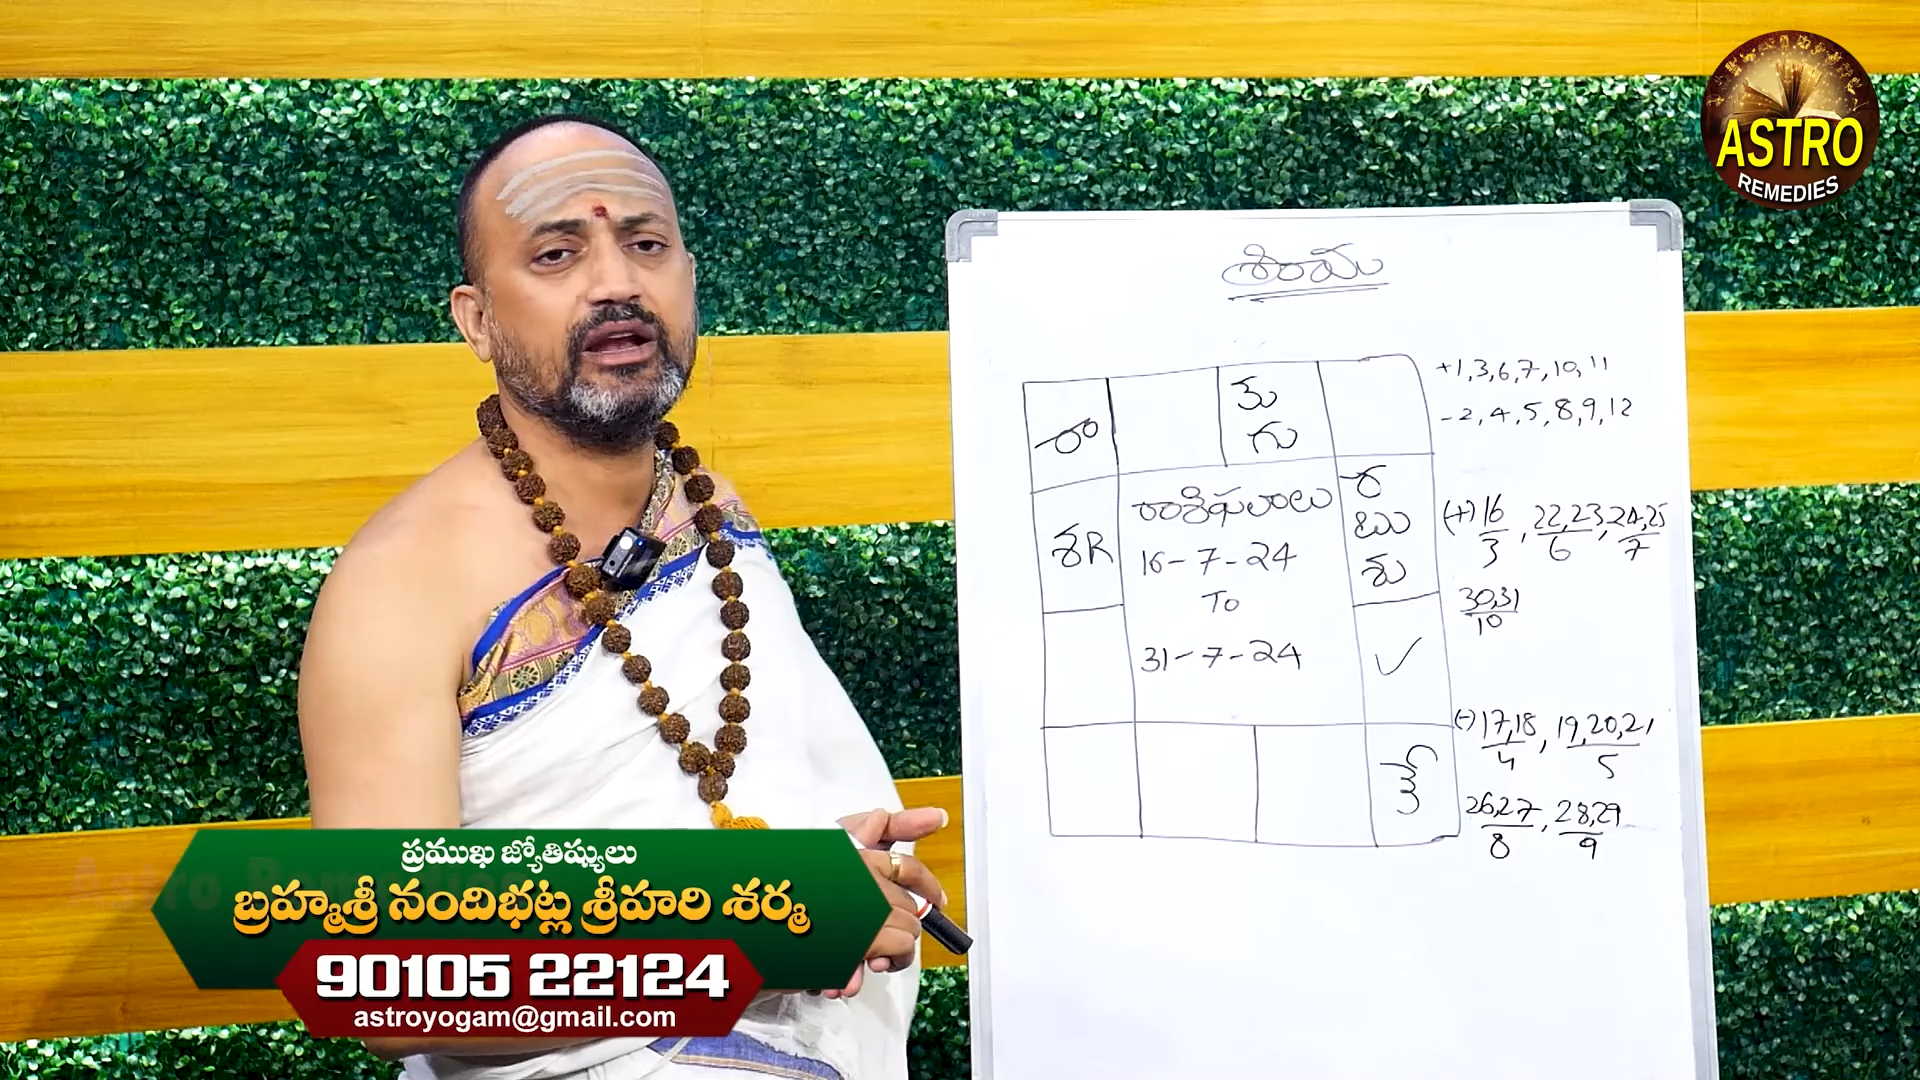 ASTRO
REMEDIES
శ్రీరామ
+1,3,6,7,10,11
-2,4,5,8,9,12
రా
కు
గు
ర
బు
శు
శR
రాశిఫలాలు
16-7-24
To
31-7-24
✓
కే
(+) 16/3, 22,23/6, 24,25/7
30,31/10
(-) 17,18/4, 19,20,21/5
26,27/8, 28,29/9
ప్రముఖ జ్యోతిష్యులు
బ్రహ్మశ్రీ నందిభట్ల శ్రీహరి శర్మ
90105 22124
astroyogam@gmail.com